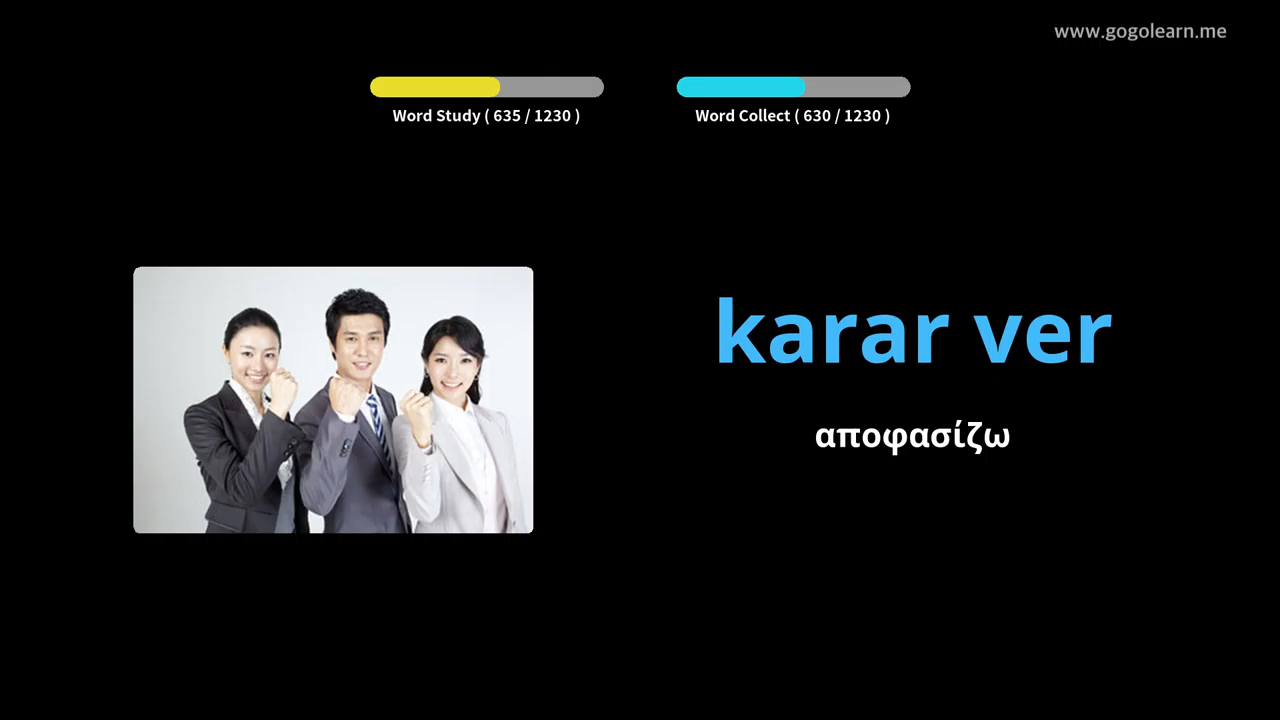 www.gogolearn.me
Word Study ( 635 / 1230 )
Word Collect ( 630 / 1230 )
karar ver
αποφασίζω